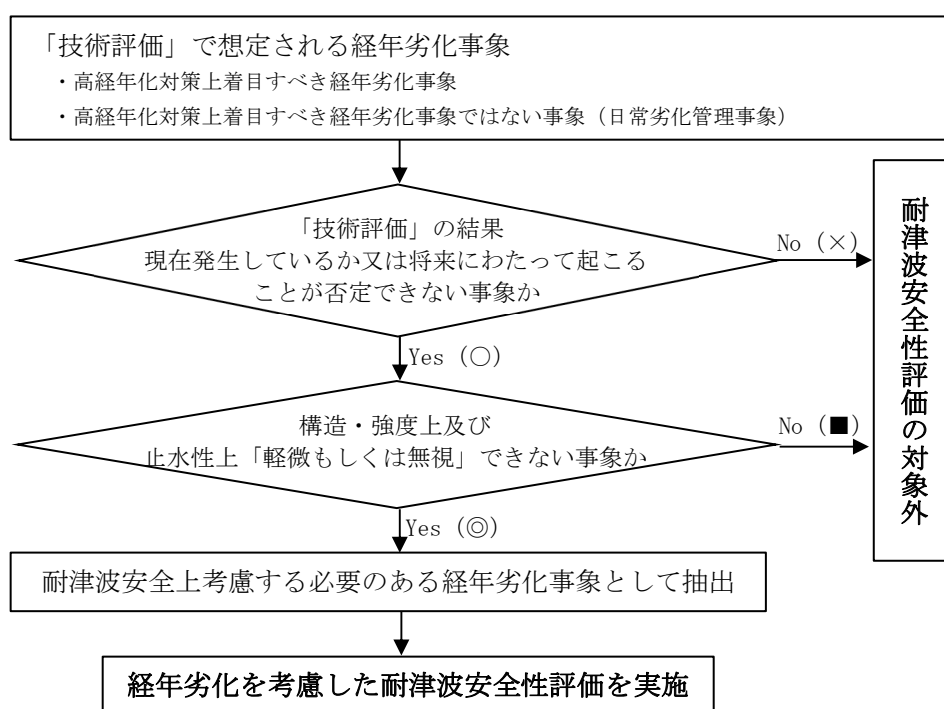 「技術評価」で想定される経年劣化事象
・高経年化対策上着目すべき経年劣化事象
・高経年化対策上着目すべき経年劣化事象ではない事象（日常劣化管理事象）
「技術評価」の結果
現在発生しているか又は将来にわたって起こる
ことが否定できない事象か
No（×）
Yes（○）
構造・強度上及び
止水性上「軽微もしくは無視」できない事象か
No（■）
Yes（◎）
耐津波安全性評価の対象外
耐津波安全上考慮する必要のある経年劣化事象として抽出
経年劣化を考慮した耐津波安全性評価を実施